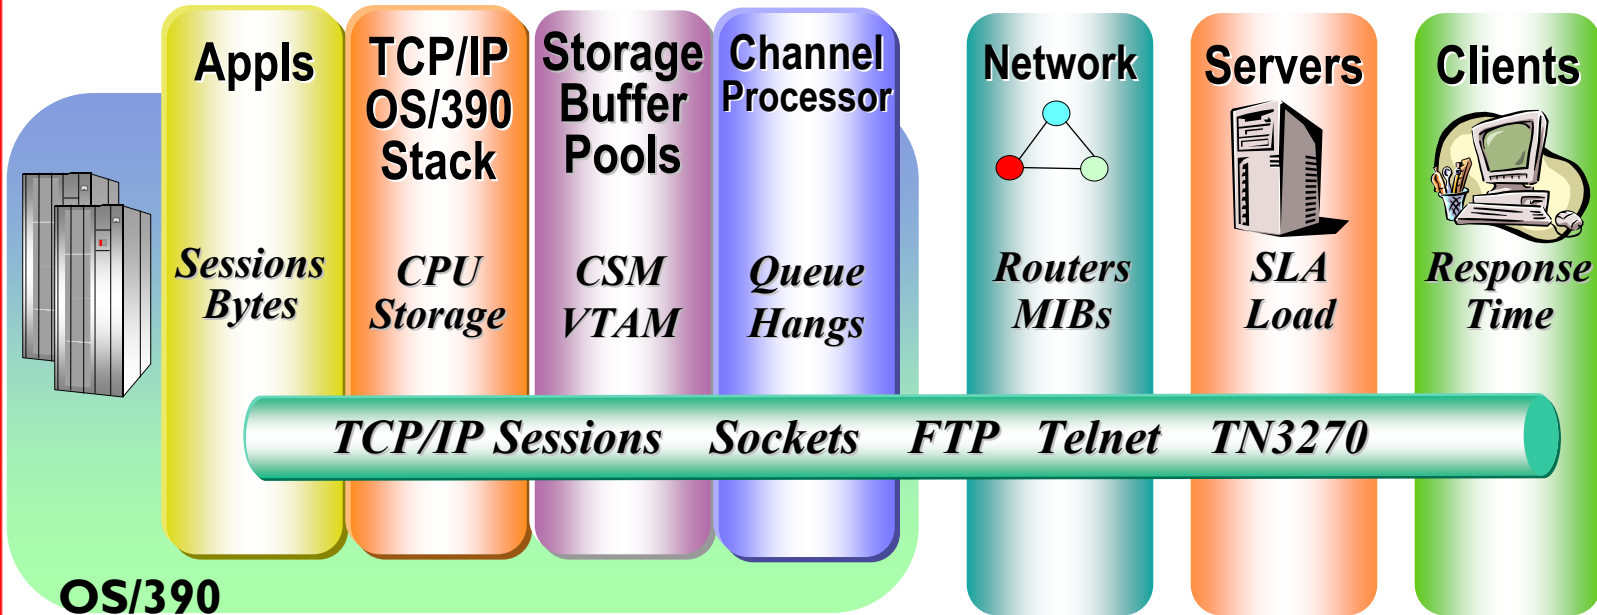 Appls
TCP/IP
OS/390
Stack
Storage
Buffer
Pools
Channel
Processor
Network
Servers
Clients
Sessions
Bytes
CPU
Storage
CSM
VTAM
Queue
Hangs
Routers
MIBs
SLA
Load
Response
Time
TCP/IP Sessions Sockets FTP Telnet TN3270
OS/390